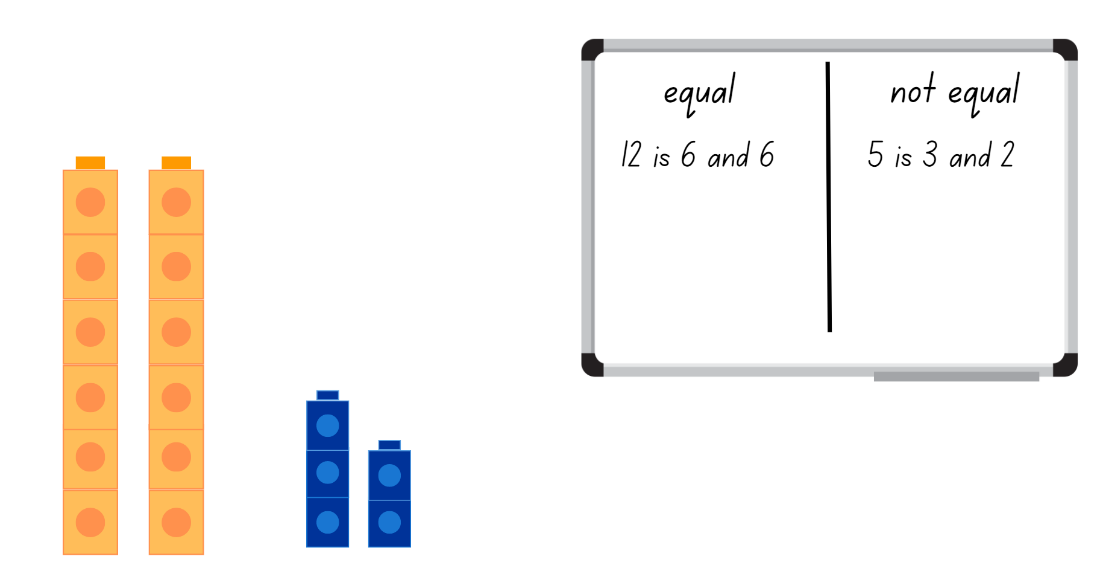 equal
not equal
12 is 6 and 6
5 is 3 and 2